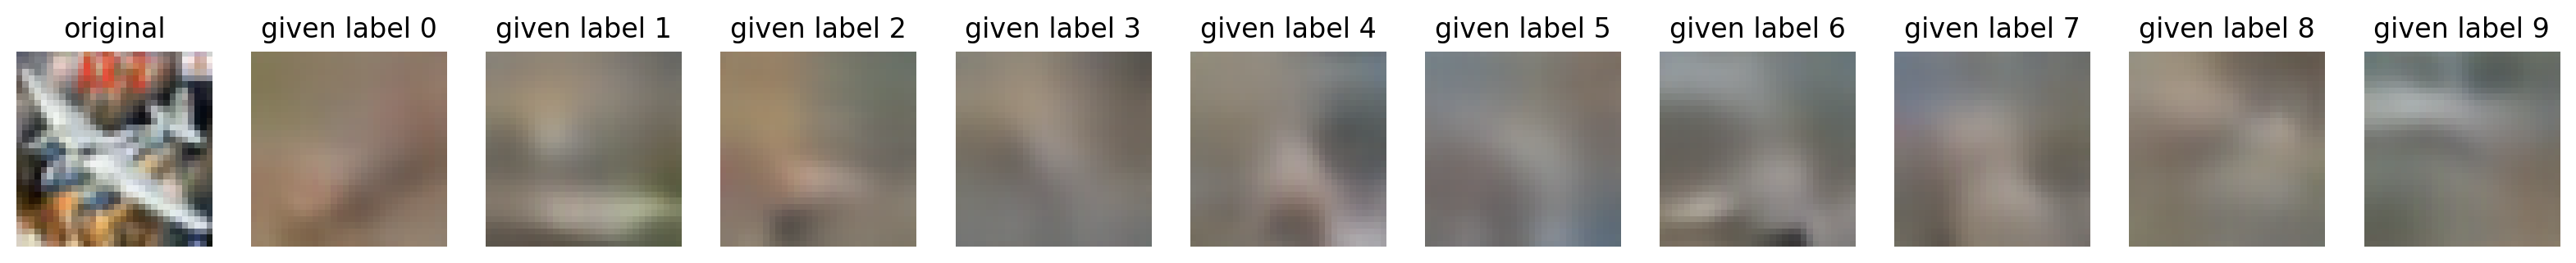 original
given label 0
given label 1
given label 2
given label 3
given label 4
given label 5
given label 6
given label 7
given label 8
given label 9